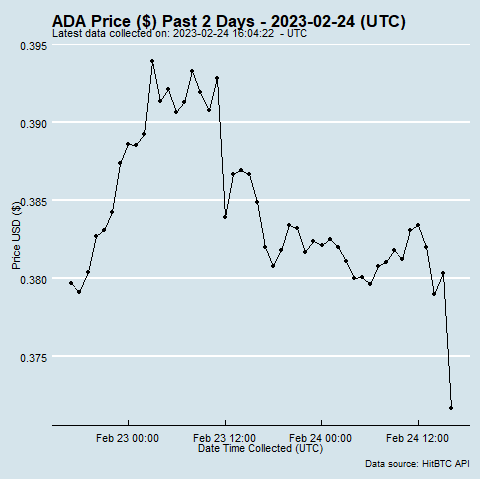 ADA Price ($) Past 2 Days - 2023-02-24 (UTC)
Latest data collected on: 2023-02-24 16:04:22  - UTC
0.395
0.390
0.385
0.380
0.375
Price USD ($)
Feb 23 00:00
Feb 23 12:00
Feb 24 00:00
Feb 24 12:00
Date Time Collected (UTC)
Data source: HitBTC API